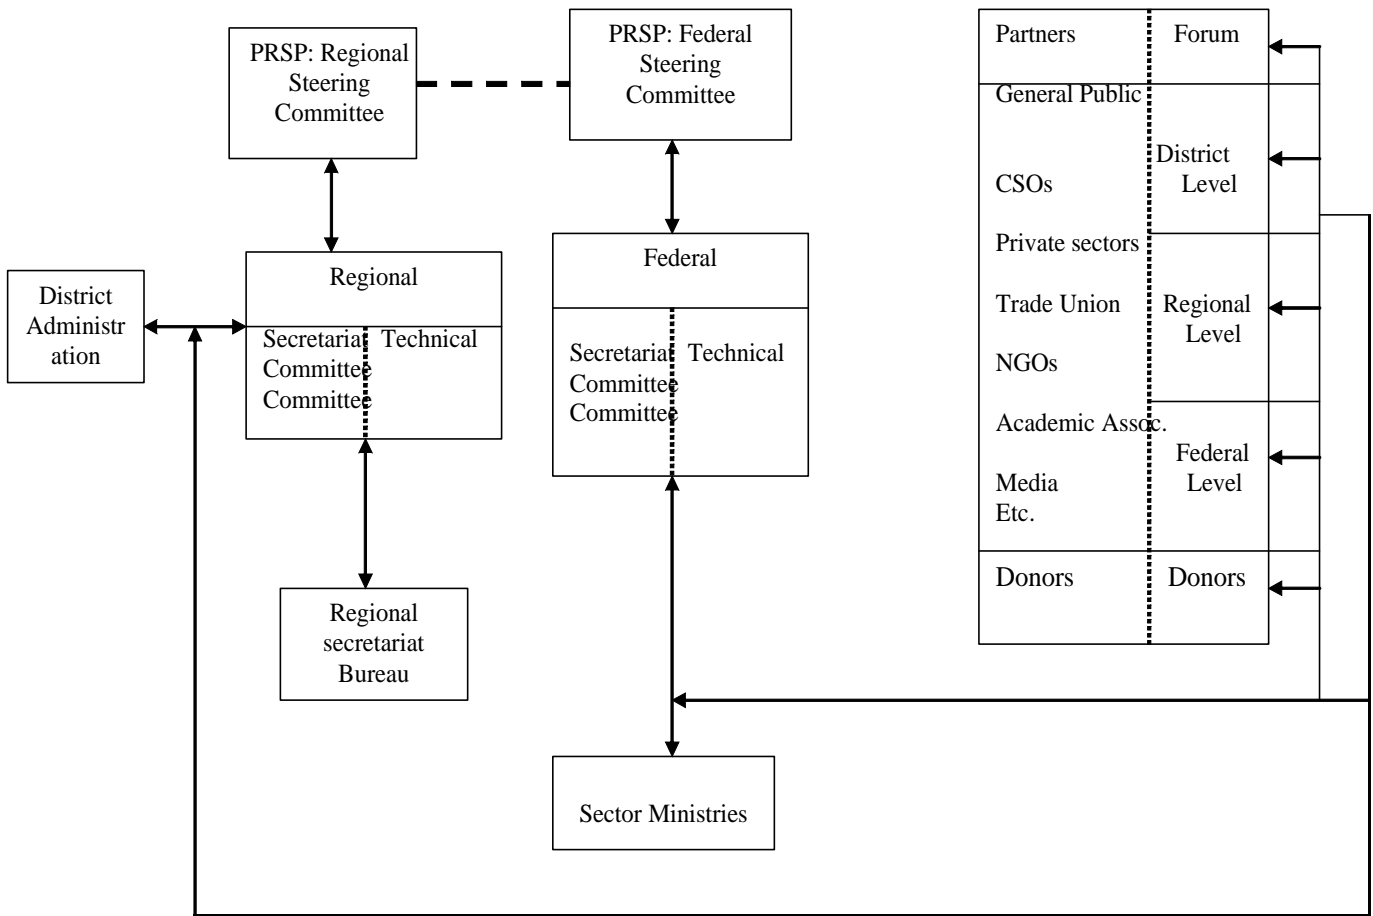 PRSP: Regional
Steering
Committee
PRSP: Federal
Steering
Committee
District
Administr
ation
Regional
Secretariat Technical
Committee
Committee
Federal
Secretariat Technical
Committee
Committee
Regional
secretariat
Bureau
Sector Ministries
Partners Forum
General Public
CSOs
Private sectors
Trade Union
NGOs
Academic Assoc.
Media
Etc.
District
Level
Regional
Level
Federal
Level
Donors Donors